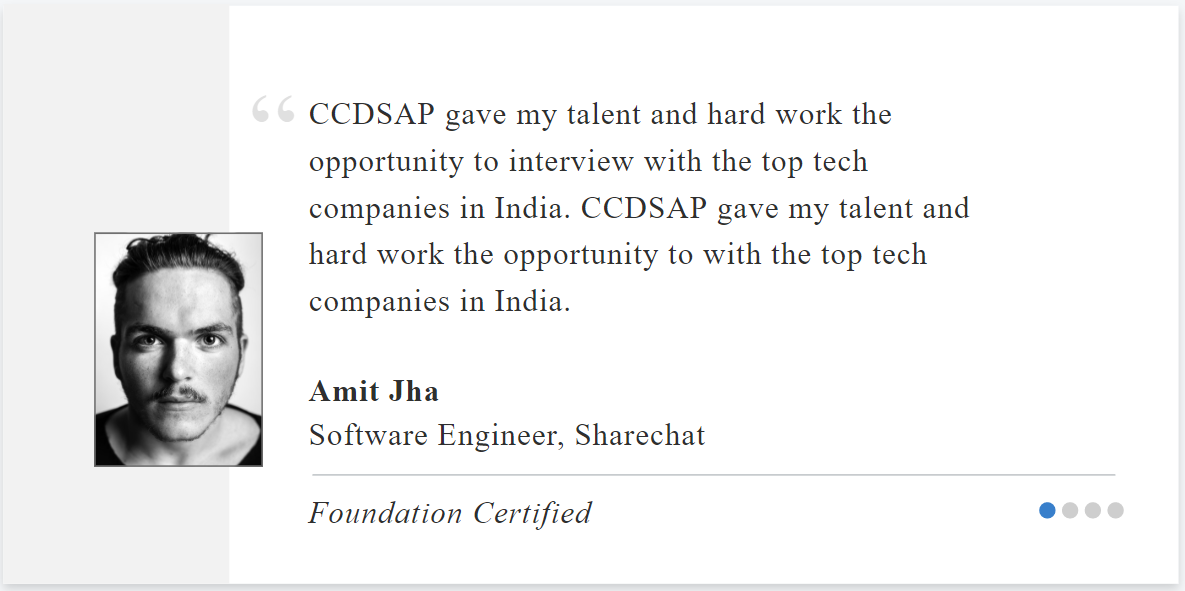 “ CCDSAP gave my talent and hard work the
opportunity to interview with the top tech
companies in India. CCDSAP gave my talent and
hard work the opportunity to with the top tech
companies in India.
Amit Jha
Software Engineer, Sharechat
Foundation Certified